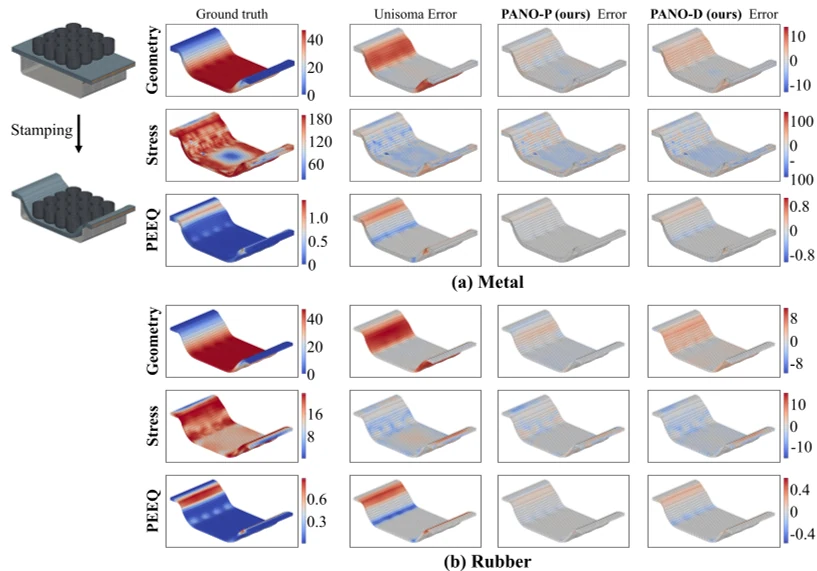 Ground truth
Unisoma Error
PANO-P (ours) Error
PANO-D (ours) Error
Stamping
Geometry
40
20
0
10
0
-10
Stress
180
120
60
100
0
-
100
PEEQ
1.0
0.5
0
0.8
0
-0.8
(a) Metal
Geometry
40
20
0
8
0
-8
Stress
16
8
10
0
-10
PEEQ
0.6
0.3
0.4
0
-0.4
(b) Rubber